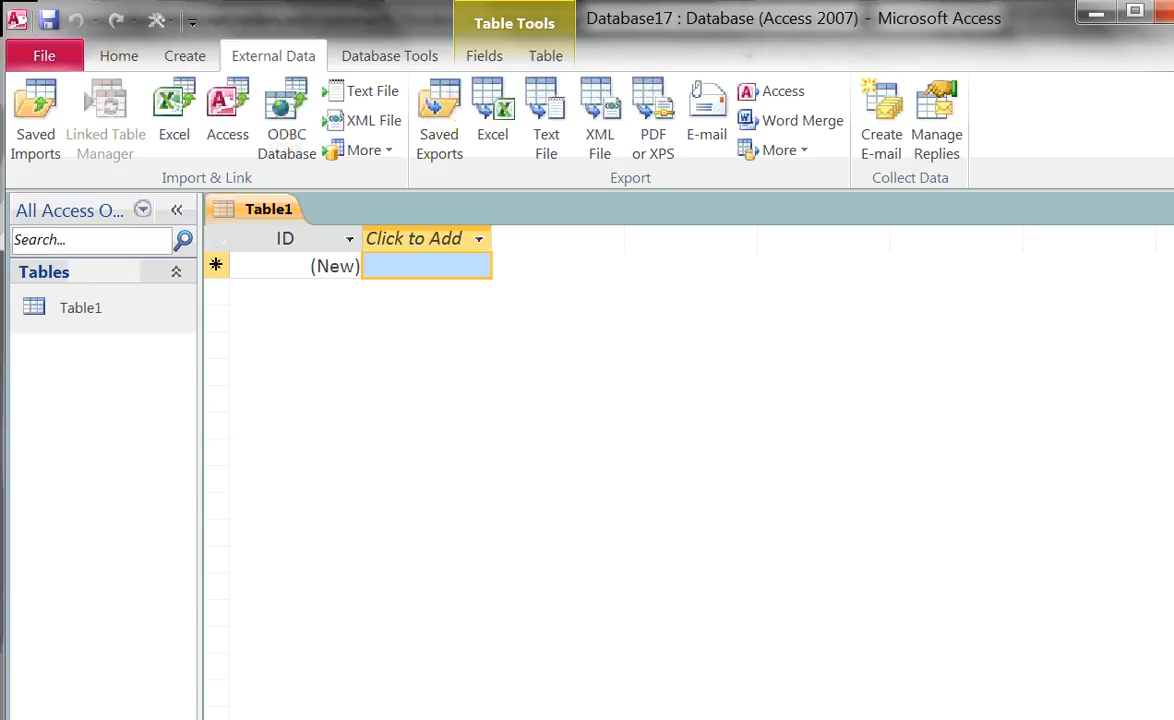 Table Tools
Database17 : Database (Access 2007) - Microsoft Access
File Home Create External Data Database Tools Fields Table
Saved Imports
Linked Table Manager
Excel
Access
ODBC Database
Text File
XML File
More
Import & Link
Saved Exports
Excel
Text File
XML File
PDF or XPS
E-mail
Access
Word Merge
More
Export
Create E-mail
Manage Replies
Collect Data
All Access O...
Search...
Tables
Table1
Table1
ID Click to Add
* (New)